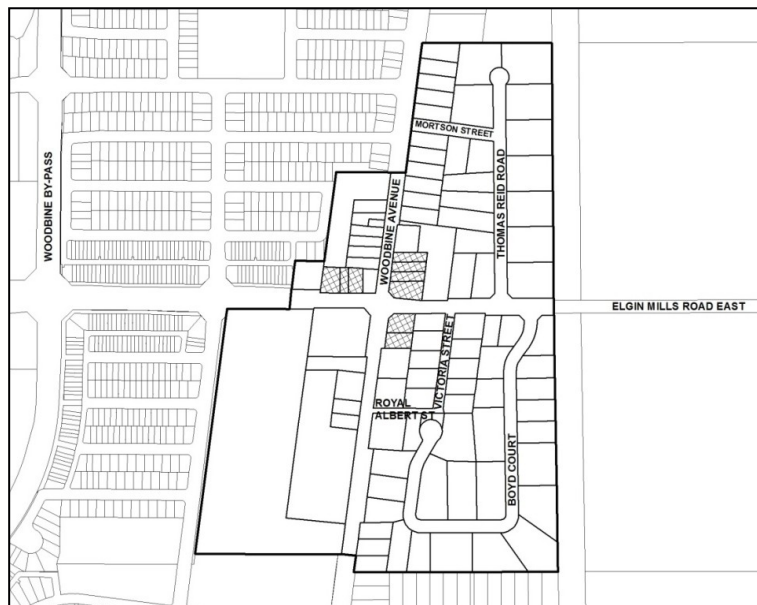 MORTSON STREET
WOODBINE BY-PASS
THOMAS REID ROAD
WOODBINE AVENUE
ELGIN MILLS ROAD EAST
VICTORIA STREET
ROYAL
ALBERT ST
BOYD COURT